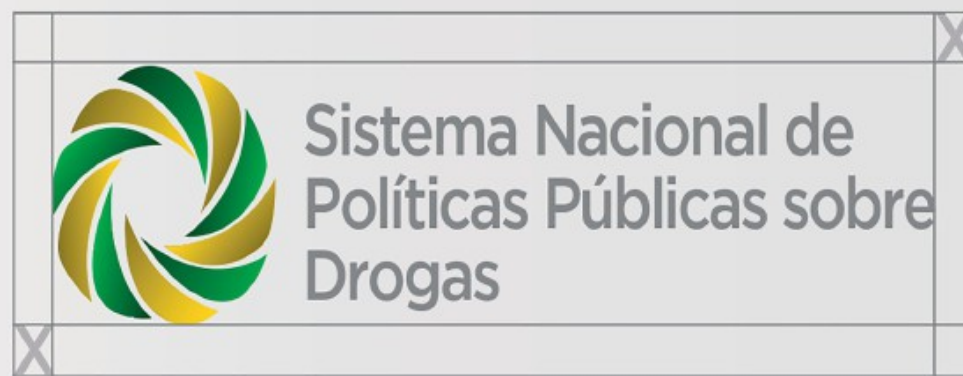 X
Sistema Nacional de
Políticas Públicas sobre
Drogas
X